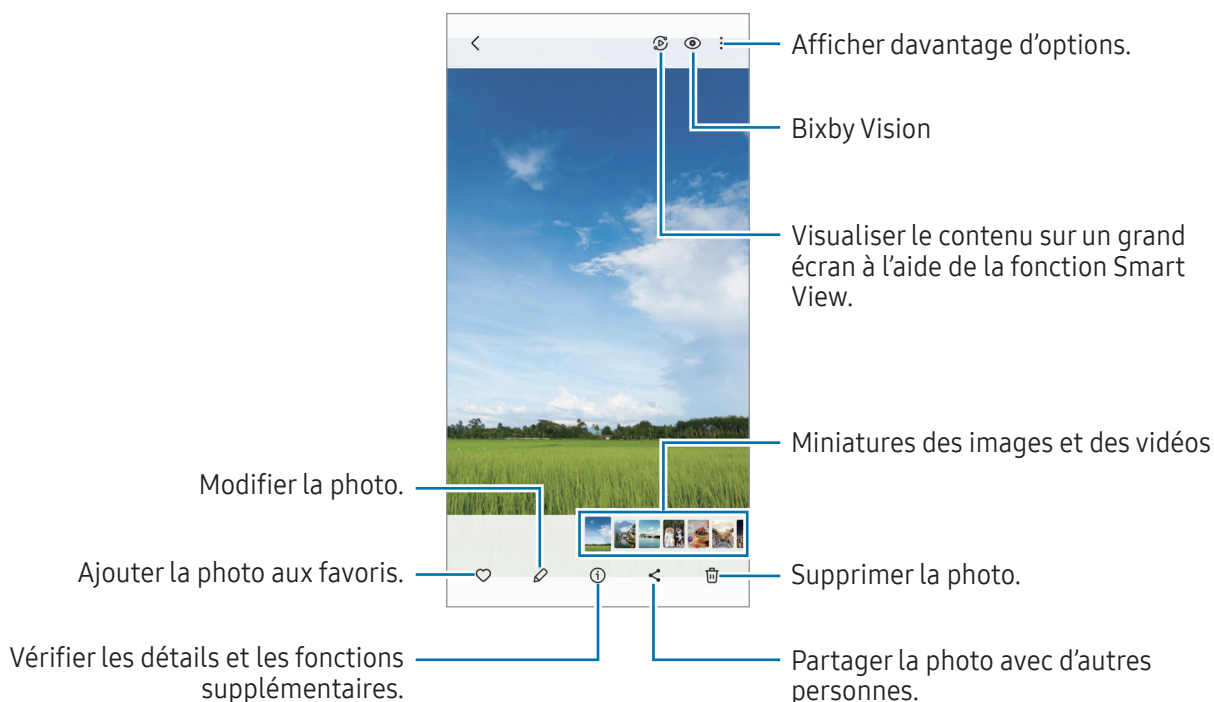 Afficher davantage d'options.
Bixby Vision
Visualiser le contenu sur un grand
écran à l'aide de la fonction Smart
View.
Miniatures des images et des vidéos
Modifier la photo.
Ajouter la photo aux favoris.
Supprimer la photo.
Vérifier les détails et les fonctions
supplémentaires.
Partager la photo avec d'autres
personnes.